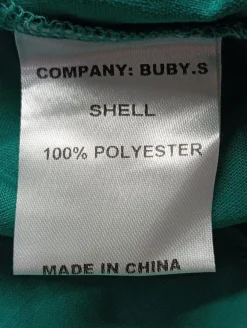 COMPANY: BUBY.S
SHELL
100% POLYESTER
MADE IN CHINA